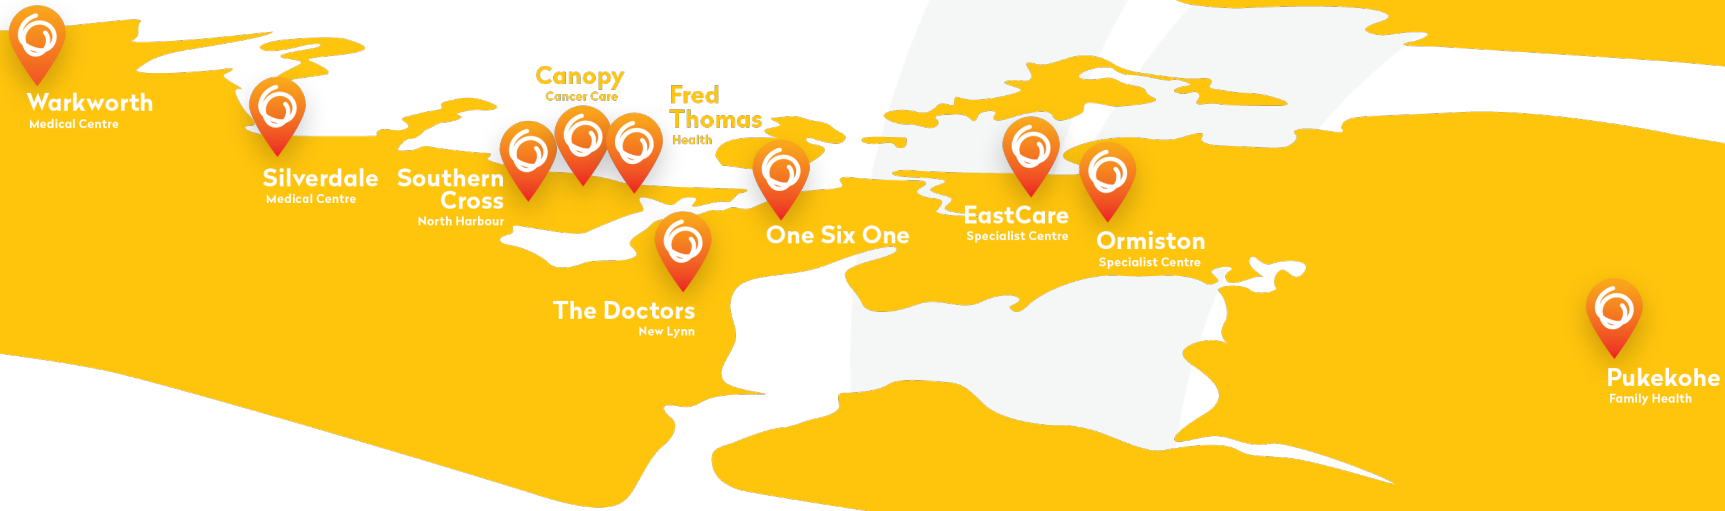 Warkworth
Medical Centre
Silverdale
Medical Centre
Southern
Cross
North Harbour
Canopy
Cancer Care
Fred
Thomas
Health
The Doctors
New Lynn
One Six One
EastCare
Specialist Centre
Ormiston
Specialist Centre
Pukekohe
Family Health